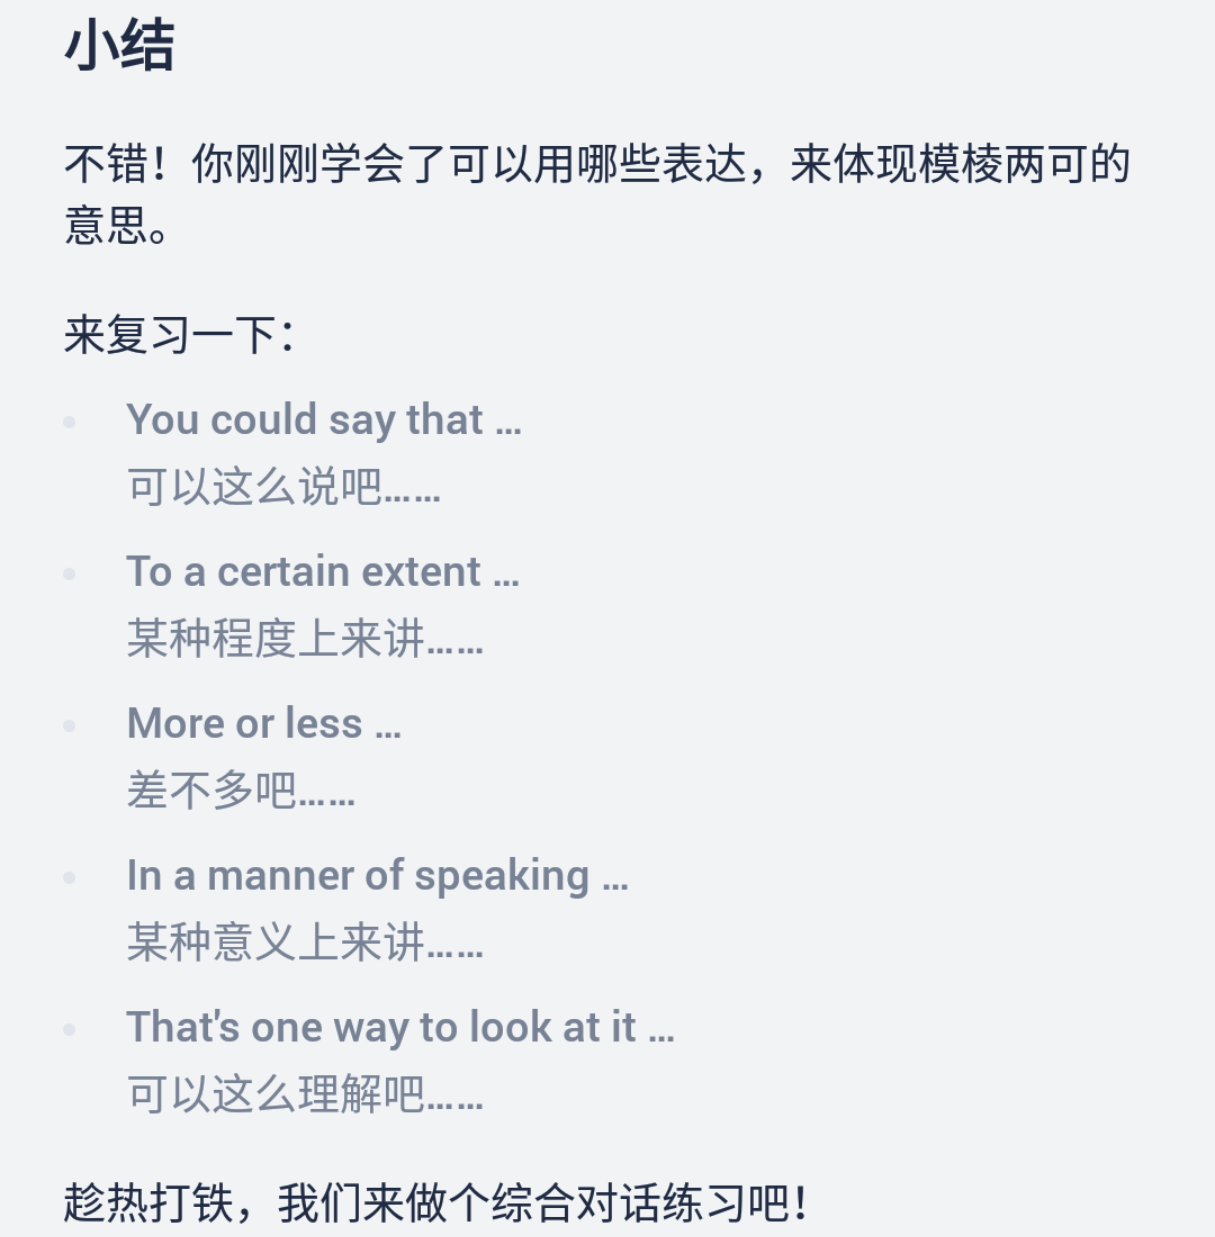 小结
不错！你刚刚学会了可以用哪些表达，来体现模棱两可的
意思。
来复习一下：
You could say that ...
可以这么说吧……
To a certain extent ...
某种程度上来讲……
More or less ...
差不多吧……
In a manner of speaking ...
某种意义上来讲……
That's one way to look at it ...
可以这么理解吧……
趁热打铁，我们来做个综合对话练习吧！